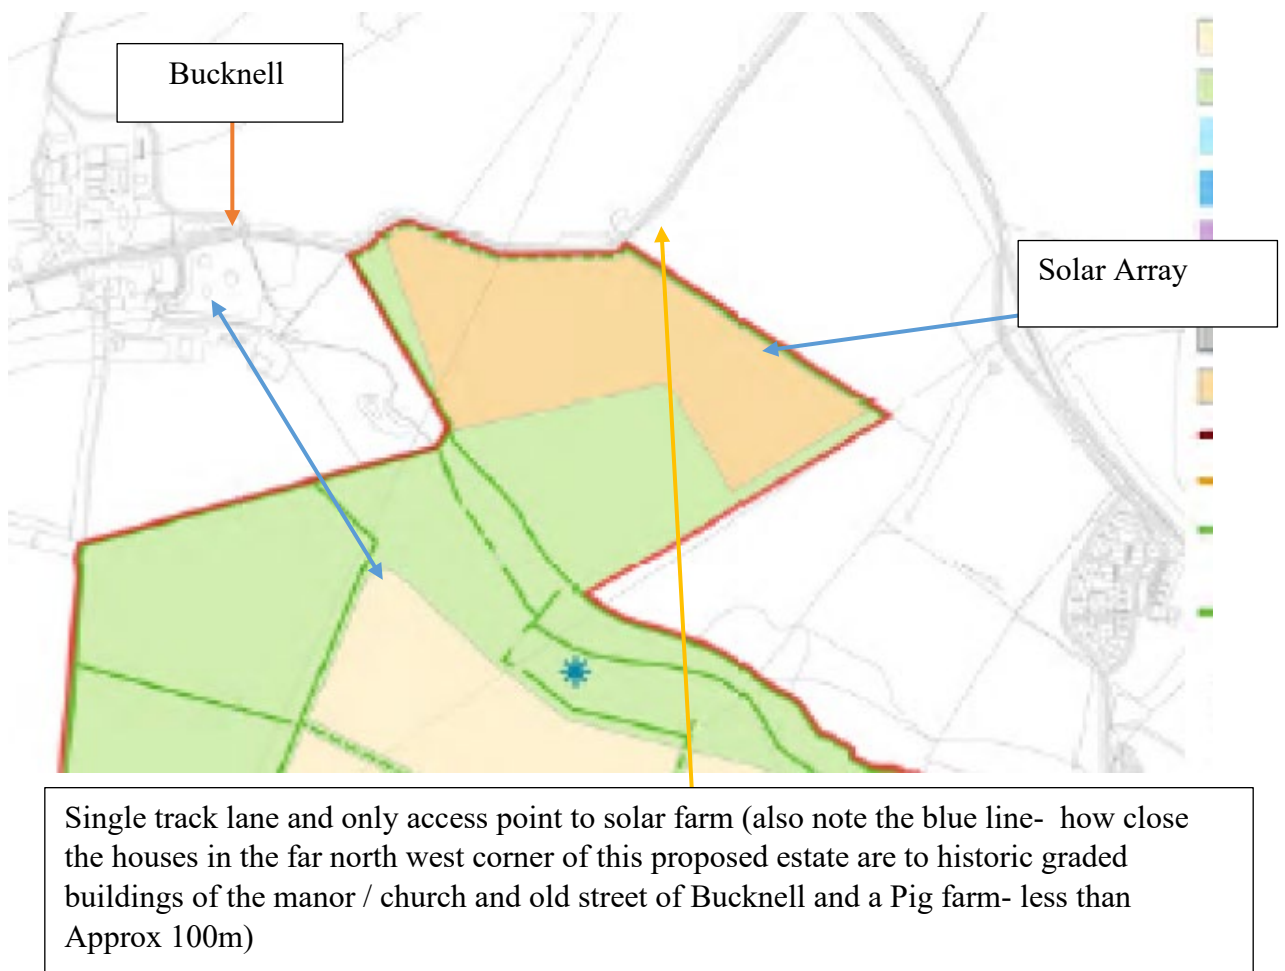 Bucknell
Solar Array
Single track lane and only access point to solar farm (also note the blue line-  how close
the houses in the far north west corner of this proposed estate are to historic graded
buildings of the manor / church and old street of Bucknell and a Pig farm- less than
Approx 100m)